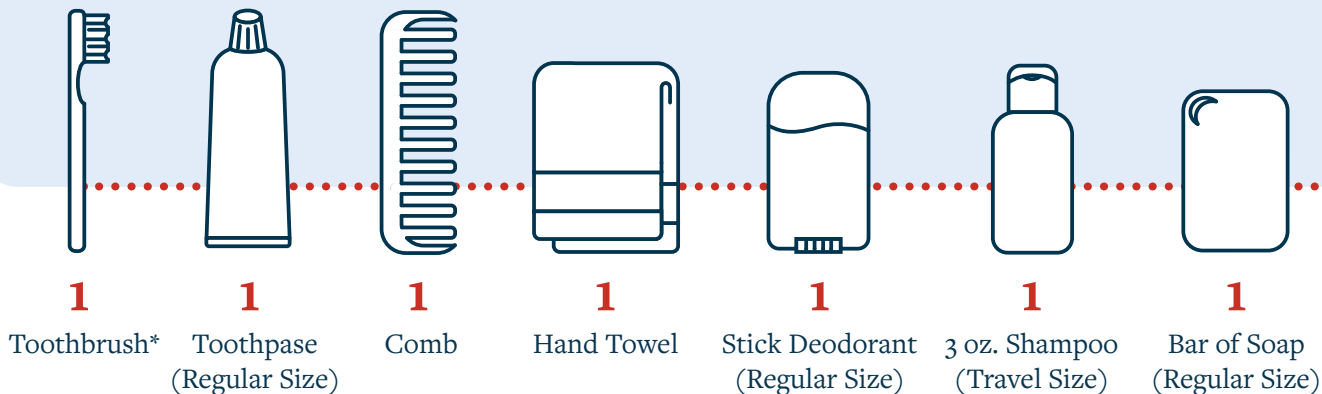 1 1 1 1 1 1 1
Toothbrush* Toothpase Comb Hand Towel Stick Deodorant 3 oz. Shampoo Bar of Soap
(Regular Size) (Regular Size) (Travel Size) (Regular Size)